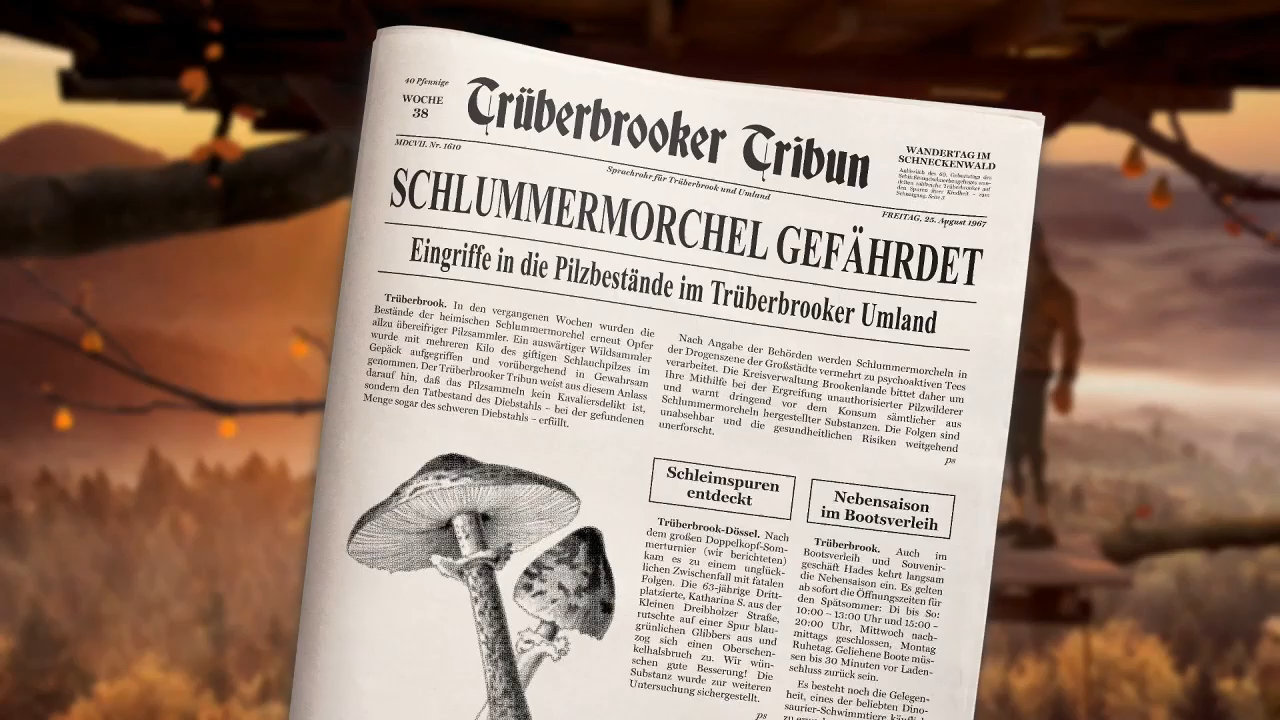 40 Pfennige
WOCHE
38
Trüberbrooker Tribun
WANDERTAG IM
SCHNECKENWALD
MDCVII. Nr. 1610
Sprachrohr für Trüberbrook und Umland
FREITAG, 25. August 1967
SCHLUMMERMORCHEL GEFÄHRDET
Eingriffe in die Pilzbestände im Trüberbrooker Umland
Trüberbrook. In den vergangenen Wochen wurden die
Bestände der heimischen Schlummermorchel erneut Opfer
allzu übereifriger Pilzsammler. Ein auswärtiger Wildsammler
wurde mit mehreren Kilo des giftigen Schlauchpilzes im
Gepäck aufgegriffen und vorübergehend in Gewahrsam
genommen. Der Trüberbrooker Tribun weist aus diesem Anlass
darauf hin, daß das Pilzsammeln kein Kavaliersdelikt ist,
sondern den Tatbestand des Diebstahls – bei der gefundenen
Menge sogar des schweren Diebstahls – erfüllt.
Nach Angabe der Behörden werden Schlummermorcheln in
der Drogenszene der Großstädte vermehrt zu psychoaktiven Tees
verarbeitet. Die Kreisverwaltung Brookenlande bittet daher um
Ihre Mithilfe bei der Ergreifung unauthorisierter Pilzwilderer
und warnt dringend vor dem Konsum sämtlicher aus
Schlummermorcheln hergestellter Substanzen. Die Folgen sind
unabsehbar und die gesundheitlichen Risiken weitgehend
unerforscht.
ps
Schleimspuren
entdeckt
Trüberbrook-Dössel. Nach
dem großen Doppelkopf-Som-
merturnier (wir berichteten)
kam es zu einem unglück-
lichen Zwischenfall mit fatalen
Folgen. Die 63-jährige Dritt-
platzierte, Katharina S. aus der
Kleinen Dreibholzer Straße,
rutschte auf einer Spur blau-
grünlichen Glibbers aus und
zog sich einen Oberschen-
kelhalsbruch zu. Wir wün-
schen gute Besserung! Die
Substanz wurde zur weiteren
Untersuchung sichergestellt.
ps
Nebensaison
im Bootsverleih
Trüberbrook. Auch im
Bootsverleih und Souvenir-
geschäft Hades kehrt langsam
die Nebensaison ein. Es gelten
ab sofort die Öffnungszeiten für
den Spätsommer: Di bis So:
10:00 – 13:00 Uhr und 15:00 –
20:00 Uhr, Mittwoch nach-
mittags geschlossen, Montag
Ruhetag. Geliehene Boote müs-
sen bis 30 Minuten vor Laden-
schluss zurück sein.
Es besteht noch die Gelegen-
heit, eines der beliebten Dino-
saurier-Schwimmtiere